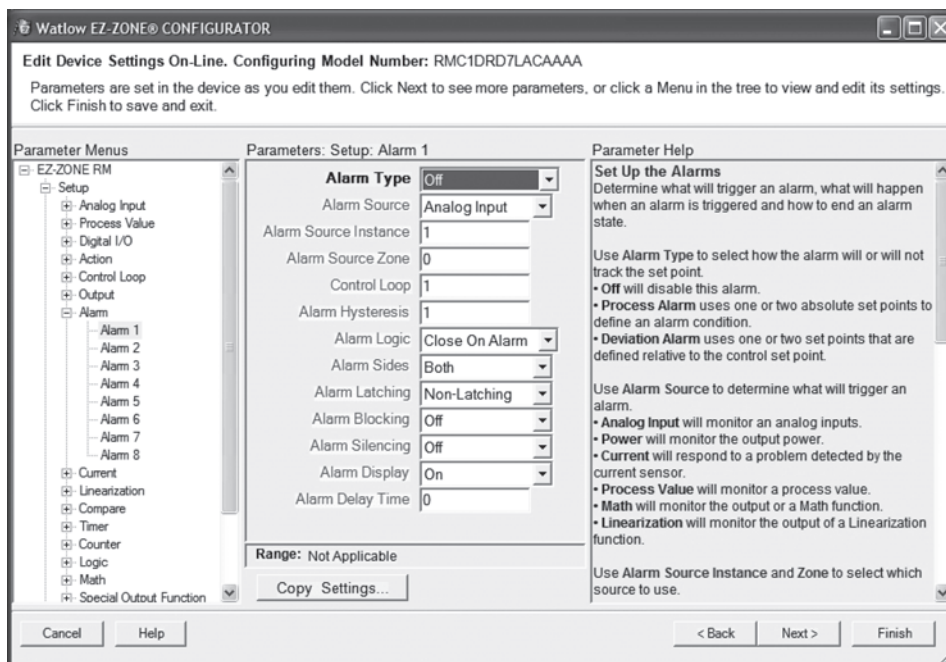 Watlow EZ-ZONE® CONFIGURATOR
Edit Device Settings On-Line. Configuring Model Number: RMC1DRD7LACAAAA
Parameters are set in the device as you edit them. Click Next to see more parameters, or click a Menu in the tree to view and edit its settings.
Click Finish to save and exit.
Parameter Menus
EZ-ZONE RM
Setup
Analog Input
Process Value
Digital I/O
Action
Control Loop
Output
Alarm
Alarm 1
Alarm 2
Alarm 3
Alarm 4
Alarm 5
Alarm 6
Alarm 7
Alarm 8
Current
Linearization
Compare
Timer
Counter
Logic
Math
Special Output Function
Parameters: Setup: Alarm 1
Alarm Type Off
Alarm Source Analog Input
Alarm Source Instance 1
Alarm Source Zone 0
Control Loop 1
Alarm Hysteresis 1
Alarm Logic Close On Alarm
Alarm Sides Both
Alarm Latching Non-Latching
Alarm Blocking Off
Alarm Silencing Off
Alarm Display On
Alarm Delay Time 0
Range: Not Applicable
Copy Settings...
Parameter Help
Set Up the Alarms
Determine what will trigger an alarm, what will happen
when an alarm is triggered and how to end an alarm
state.
Use Alarm Type to select how the alarm will or will not
track the set point.
• Off will disable this alarm.
• Process Alarm uses one or two absolute set points to
define an alarm condition.
• Deviation Alarm uses one or two set points that are
defined relative to the control set point.
Use Alarm Source to determine what will trigger an
alarm.
• Analog Input will monitor an analog inputs.
• Power will monitor the output power.
• Current will respond to a problem detected by the
current sensor.
• Process Value will monitor a process value.
• Math will monitor the output or a Math function.
• Linearization will monitor the output of a Linearization
function.
Use Alarm Source Instance and Zone to select which
source to use.
Cancel
Help
< Back
Next >
Finish